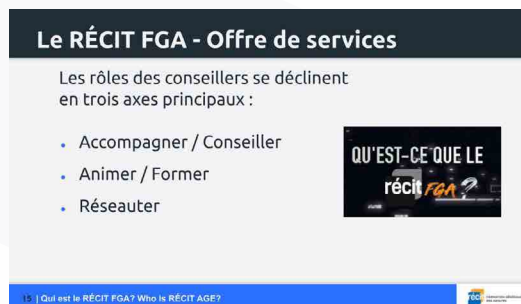 Le RÉCIT FGA - Offre de services
Les rôles des conseillers se déclinent
en trois axes principaux :
Accompagner / Conseiller
Animer / Former
Réseauter
QU'EST-CE QUE LE
récit FGA ?
15 | Qui est le RÉCIT FGA? Who is RÉCIT AGE?
récit